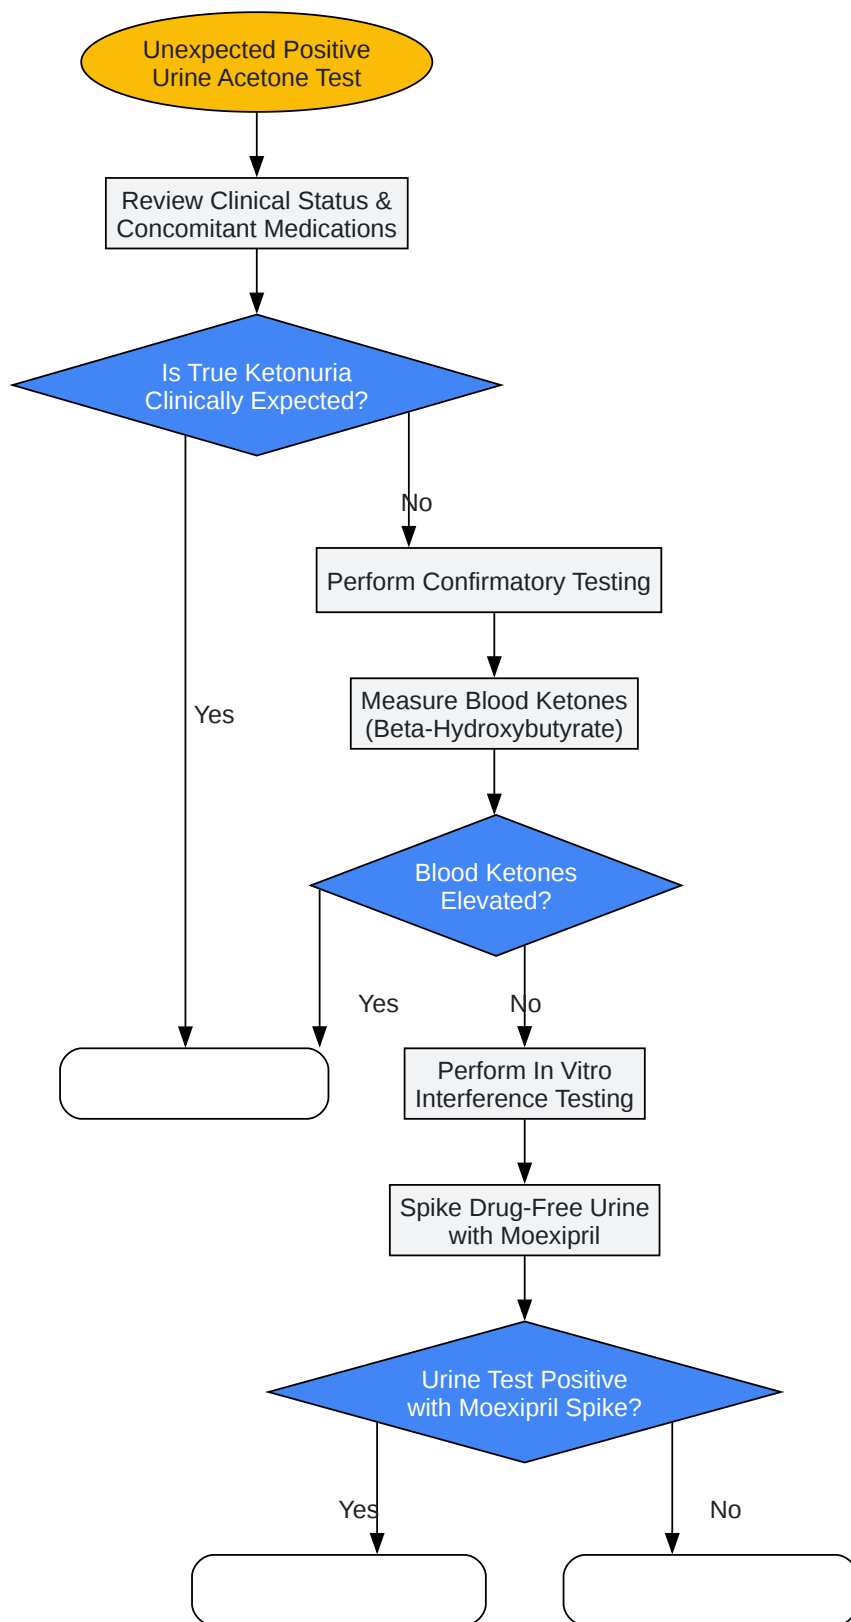 Unexpected Positive
Urine Acetone Test
Review Clinical Status &
Concomitant Medications
Is True Ketonuria
Clinically Expected?
No
Perform Confirmatory Testing
Yes
Measure Blood Ketones
(Beta-Hydroxybutyrate)
Blood Ketones
Elevated?
Yes
No
Perform In Vitro
Interference Testing
Spike Drug-Free Urine
with Moexipril
Urine Test Positive
with Moexipril Spike?
Yes
No